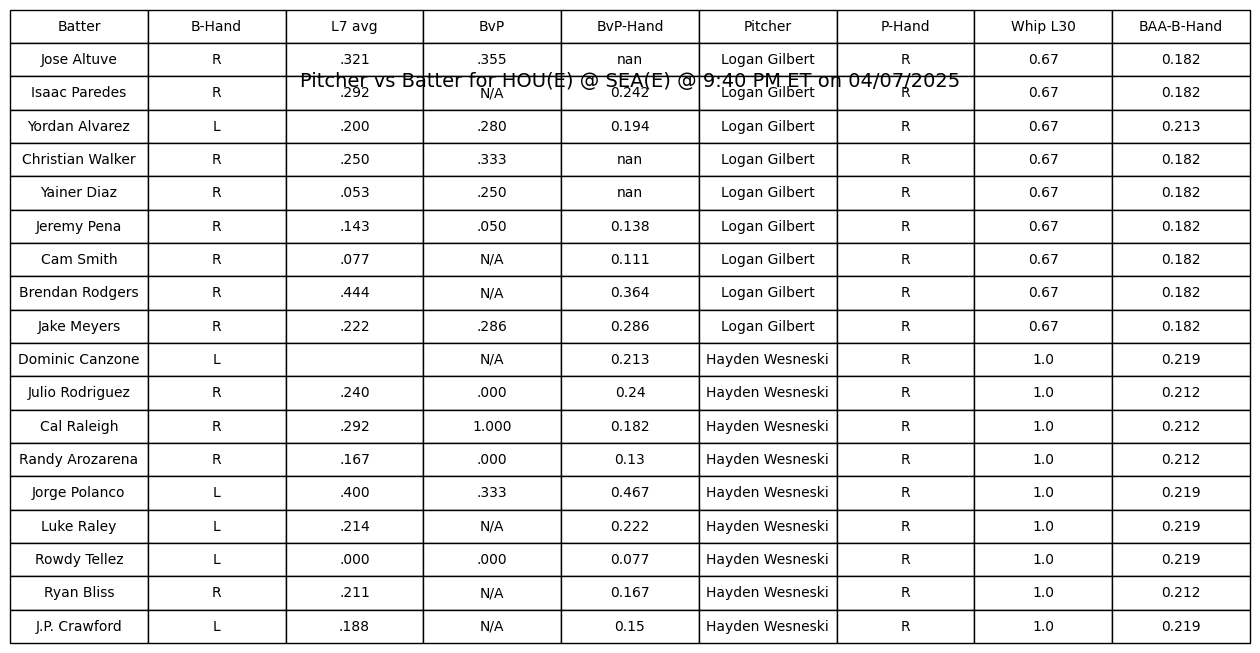 Batter B-Hand L7 avg BvP BvP-Hand Pitcher P-Hand Whip L30 BAA-B-Hand
Jose Altuve R .321 .355 nan Logan Gilbert R 0.67 0.182
Pitcher vs Batter for HOU(E) @ SEA(E) @ 9:40 PM ET on 04/07/2025
Isaac Paredes R .292 N/A 0.242 Logan Gilbert R 0.67 0.182
Yordan Alvarez L .200 .280 0.194 Logan Gilbert R 0.67 0.213
Christian Walker R .250 .333 nan Logan Gilbert R 0.67 0.182
Yainer Diaz R .053 .250 nan Logan Gilbert R 0.67 0.182
Jeremy Pena R .143 .050 0.138 Logan Gilbert R 0.67 0.182
Cam Smith R .077 N/A 0.111 Logan Gilbert R 0.67 0.182
Brendan Rodgers R .444 N/A 0.364 Logan Gilbert R 0.67 0.182
Jake Meyers R .222 .286 0.286 Logan Gilbert R 0.67 0.182
Dominic Canzone L N/A 0.213 Hayden Wesneski R 1.0 0.219
Julio Rodriguez R .240 .000 0.24 Hayden Wesneski R 1.0 0.212
Cal Raleigh R .292 1.000 0.182 Hayden Wesneski R 1.0 0.212
Randy Arozarena R .167 .000 0.13 Hayden Wesneski R 1.0 0.212
Jorge Polanco L .400 .333 0.467 Hayden Wesneski R 1.0 0.219
Luke Raley L .214 N/A 0.222 Hayden Wesneski R 1.0 0.219
Rowdy Tellez L .000 .000 0.077 Hayden Wesneski R 1.0 0.219
Ryan Bliss R .211 N/A 0.167 Hayden Wesneski R 1.0 0.212
J.P. Crawford L .188 N/A 0.15 Hayden Wesneski R 1.0 0.219